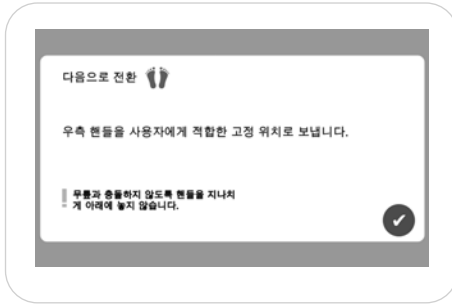 다음으로 전환
우측 핸들을 사용자에게 적합한 고정 위치로 보냅니다.
무릎과 충돌하지 않도록 핸들을 지나치
게 아래에 놓지 않습니다.